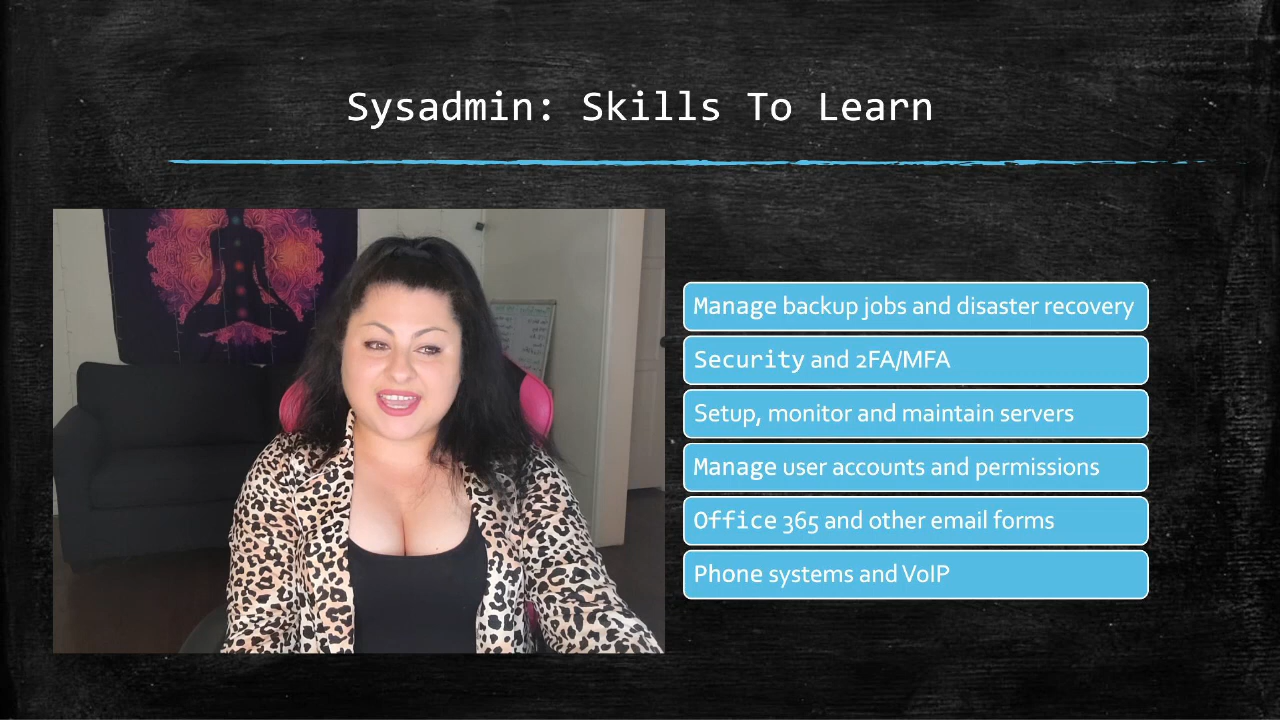 Sysadmin: Skills To Learn
Manage backup jobs and disaster recovery
Security and 2FA/MFA
Setup, monitor and maintain servers
Manage user accounts and permissions
Office 365 and other email forms
Phone systems and VoIP